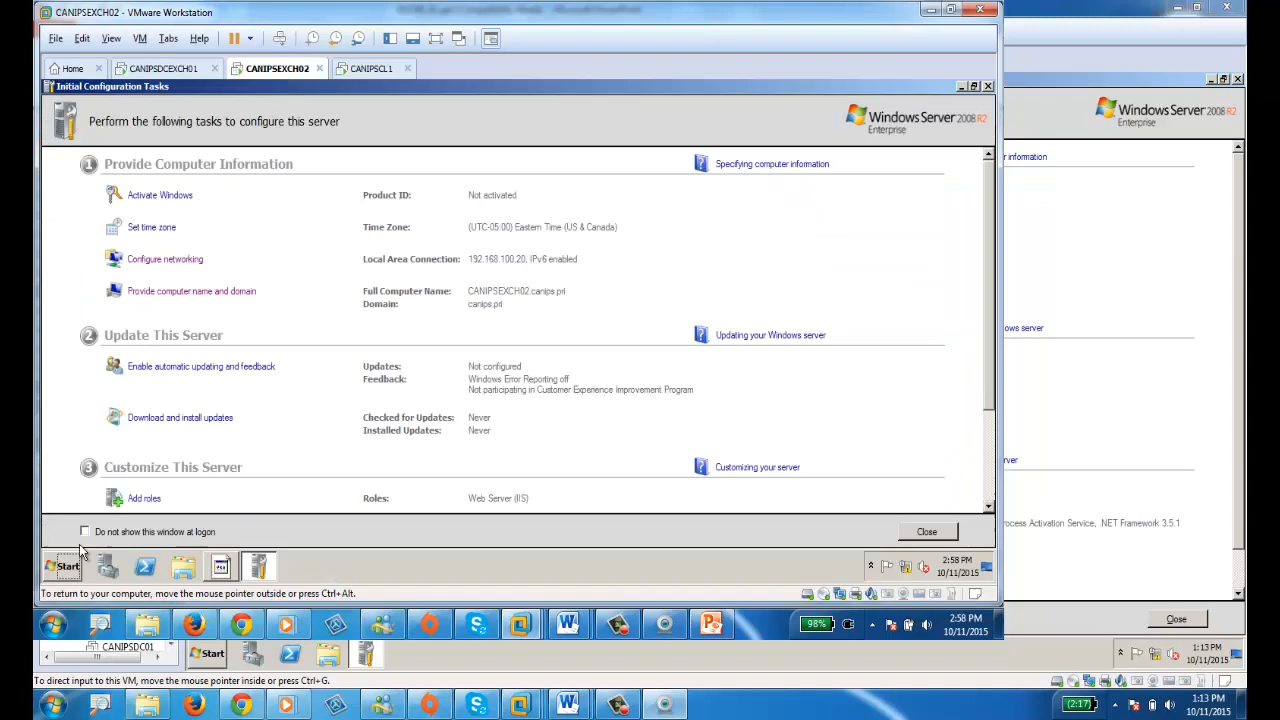 CANIPSEXCH02 - VMware Workstation
File Edit View VM Tabs Help
Home CANIPSDCEXCH01 CANIPSEXCH02 CANIPSCL1
Initial Configuration Tasks
Perform the following tasks to configure this server
Windows Server 2008 R2
Enterprise
Windows Server 2008 R2
Enterprise
1 Provide Computer Information
Specifying computer information
r information
Activate Windows Product ID: Not activated
Set time zone Time Zone: (UTC-05:00) Eastern Time (US & Canada)
Configure networking Local Area Connection: 192.168.100.20, IPv6 enabled
Provide computer name and domain Full Computer Name: CANIPSEXCH02.canips.pri
Domain: canips.pri
2 Update This Server
Updating your Windows server
ows server
Enable automatic updating and feedback Updates: Not configured
Feedback: Windows Error Reporting off
Not participating in Customer Experience Improvement Program
Download and install updates Checked for Updates: Never
Installed Updates: Never
3 Customize This Server
Customizing your server
rver
Add roles Roles: Web Server (IIS)
ocess Activation Service, .NET Framework 3.5.1
Do not show this window at logon
Close
Start
2:58 PM
10/11/2015
To return to your computer, move the mouse pointer outside or press Ctrl+Alt.
98%
2:58 PM
10/11/2015
Close
CANIPSDC01
Start
1:13 PM
10/11/2015
To direct input to this VM, move the mouse pointer inside or press Ctrl+G.
(2:17)
1:13 PM
10/11/2015